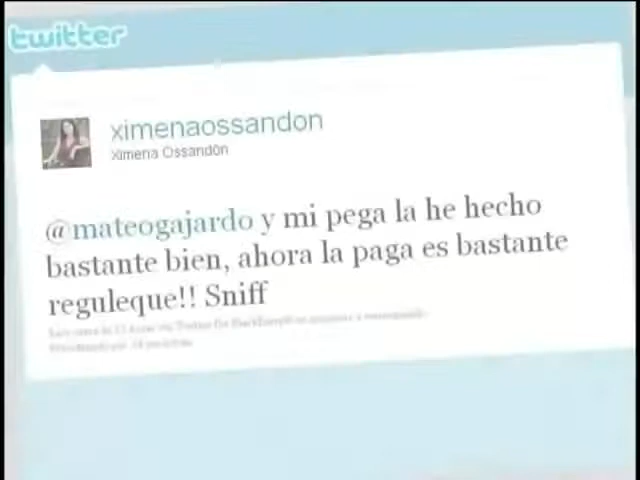 twitter
ximenaossandon
Ximena Ossandón
@mateogajardo y mi pega la he hecho
bastante bien, ahora la paga es bastante
reguleque!! Sniff